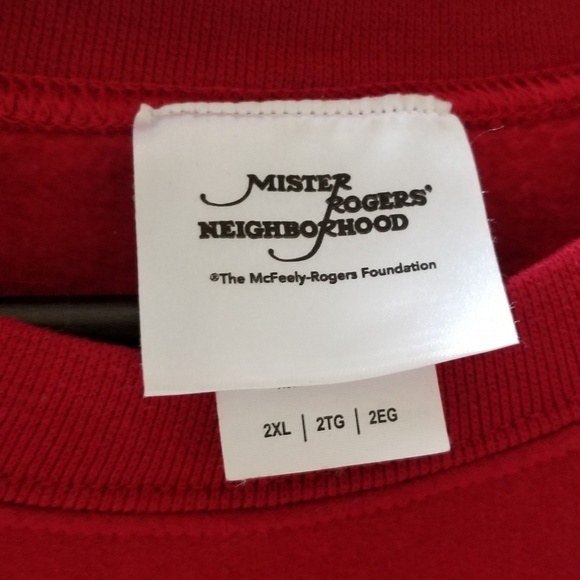 MISTER
ROGERS'
NEIGHBORHOOD
®The McFeely-Rogers Foundation
2XL | 2TG | 2EG